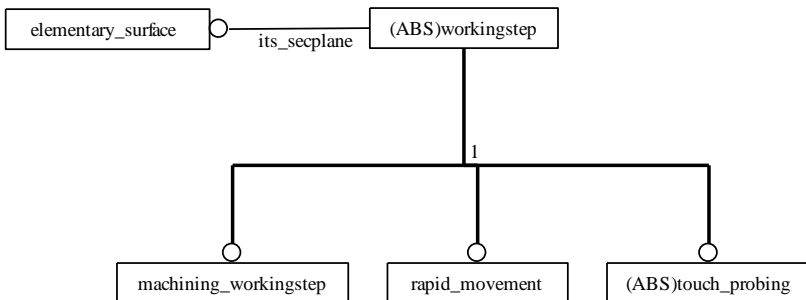 elementary_surface
(ABS)workingstep
its_secplane
1
machining_workingstep
rapid_movement
(ABS)touch_probing